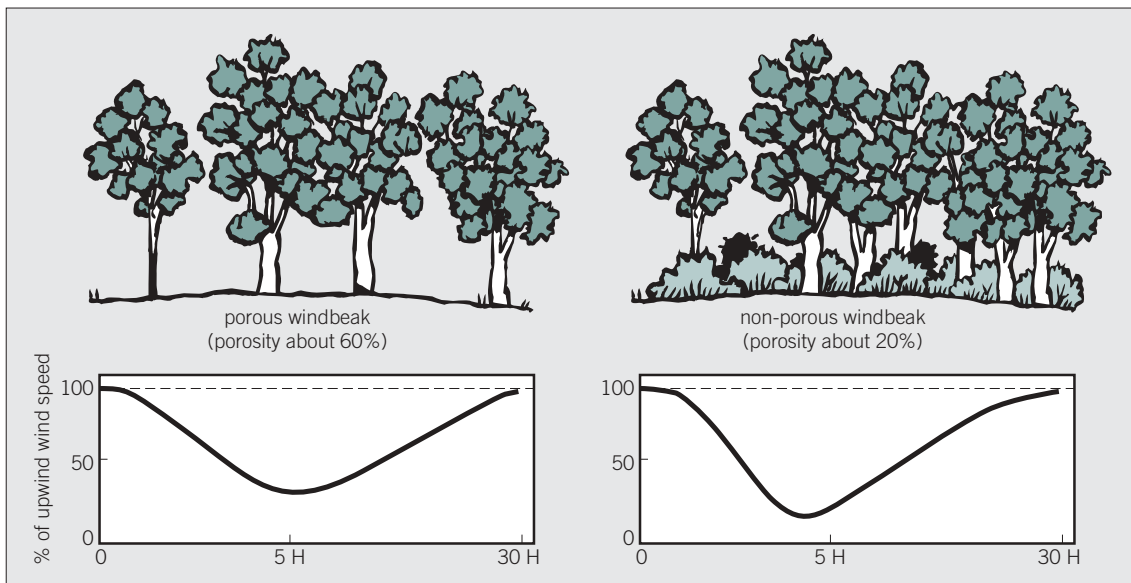 porous windbeak
(porosity about 60%)
non-porous windbeak
(porosity about 20%)
% of upwind wind speed
100
50
0
0
5 H
30 H
100
50
0
0
5 H
30 H